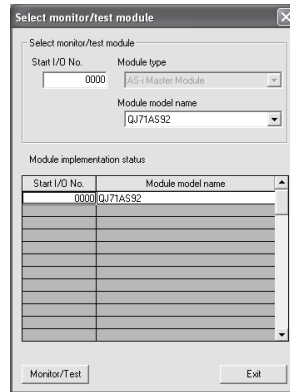 Select monitor/test module
Select monitor/test module
Start I/O No. Module type
0000 AS-i Master Module
Module model name
QJ71AS92
Module implementation status
Start I/O No. Module model name
0000 QJ71AS92
Monitor/Test Exit